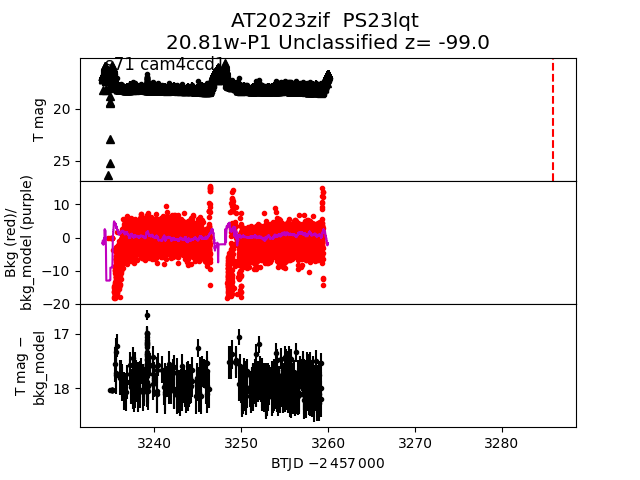 AT2023zif PS23lqt
20.81w-P1 Unclassified z= -99.0
71 cam4ccd1
T mag
20
25
Bkg (red)/
bkg_model (purple)
10
0
−10
−20
T mag −
bkg_model
17
18
3240 3250 3260 3270 3280
BTJD −2 457 000